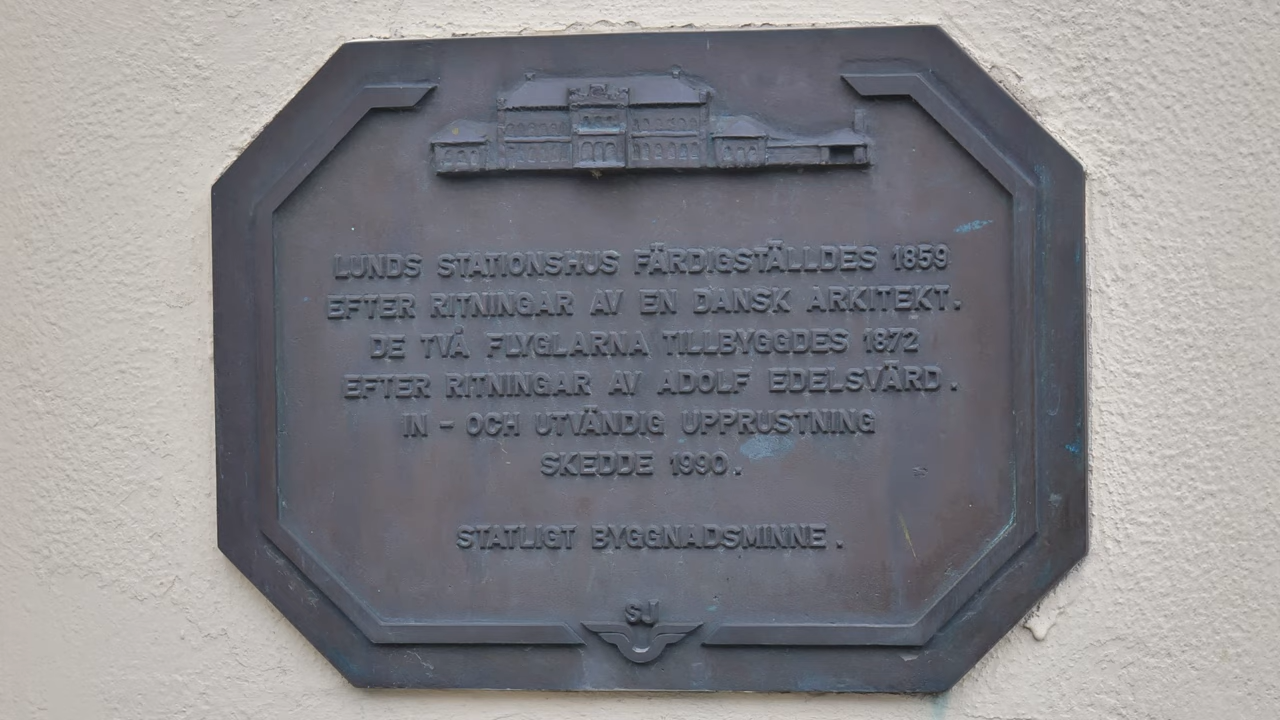 LUNDS STATIONSHUS FÄRDIGSTÄLLDES 1859
EFTER RITNINGAR AV EN DANSK ARKITEKT.
DE TVÅ FLYGLARNA TILLBYGGDES 1872
EFTER RITNINGAR AV ADOLF EDELSVÄRD.
IN - OCH UTVÄNDIG UPPRUSTNING
SKEDDE 1990.
STATLIGT BYGGNADSMINNE.
SJ